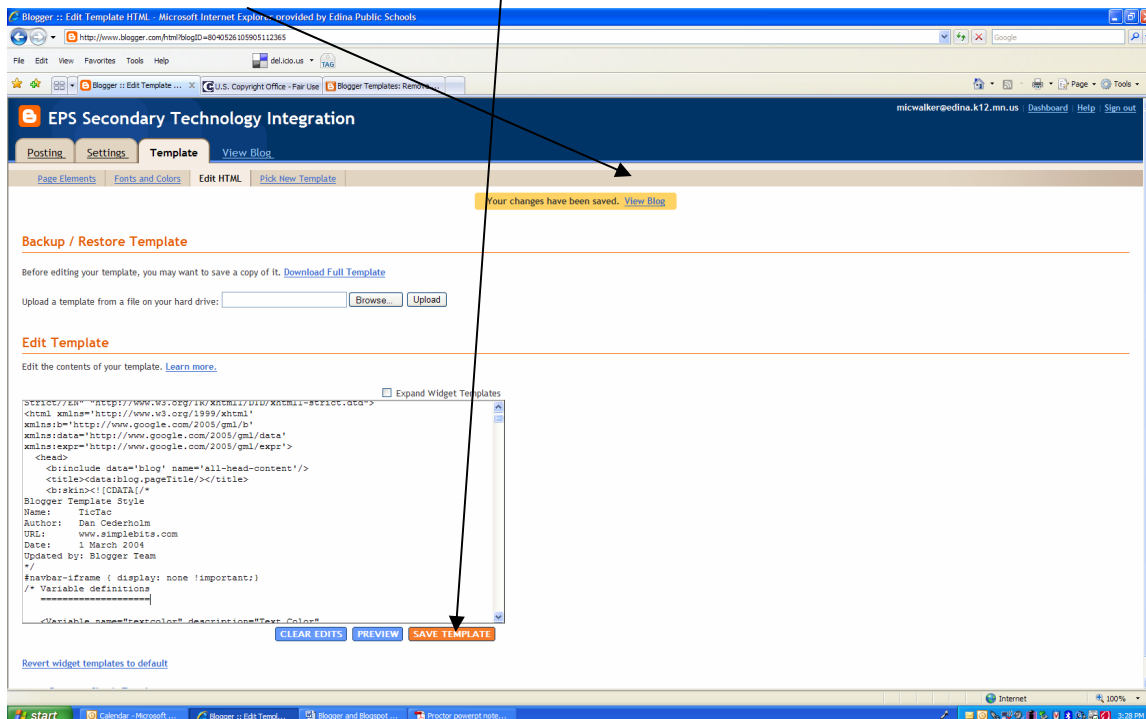 Blogger :: Edit Template HTML - Microsoft Internet Explorer provided by Edina Public Schools
http://www.blogger.com/html?blogID=8040526105905112365
Google
File Edit View Favorites Tools Help
del.icio.us
TAG
Blogger :: Edit Template ... X U.S. Copyright Office - Fair Use Blogger Templates: Remove ...
Page Tools
EPS Secondary Technology Integration
micwalker@edina.k12.mn.us | Dashboard | Help | Sign out
Posting Settings Template View Blog
Page Elements Fonts and Colors Edit HTML Pick New Template
Your changes have been saved. View Blog
Backup / Restore Template
Before editing your template, you may want to save a copy of it. Download Full Template
Upload a template from a file on your hard drive: Browse... Upload
Edit Template
Edit the contents of your template. Learn more.
Expand Widget Templates
Strict//EN" "http://www.w3.org/TR/xhtml1/DTD/xhtml1-strict.dtd">
<html xmlns='http://www.w3.org/1999/xhtml'
xmlns:b='http://www.google.com/2005/gml/b'
xmlns:data='http://www.google.com/2005/gml/data'
xmlns:expr='http://www.google.com/2005/gml/expr'>
<head>
<b:include data='blog' name='all-head-content'/>
<title><data:blog.pageTitle/></title>
<b:skin><![CDATA[/*
Blogger Template Style
Name: TicTac
Author: Dan Cederholm
URL: www.simplebits.com
Date: 1 March 2004
Updated by: Blogger Team
*/
#navbar-iframe { display: none !important;}
/* Variable definitions
====================
<Variable name="textcolor" description="Text Color"
CLEAR EDITS PREVIEW SAVE TEMPLATE
Revert widget templates to default
Internet 100%
start Calendar - Microsoft ... Blogger :: Edit Templ... Blogger and Blogspot ... Proctor powerpt note... 3:28 PM